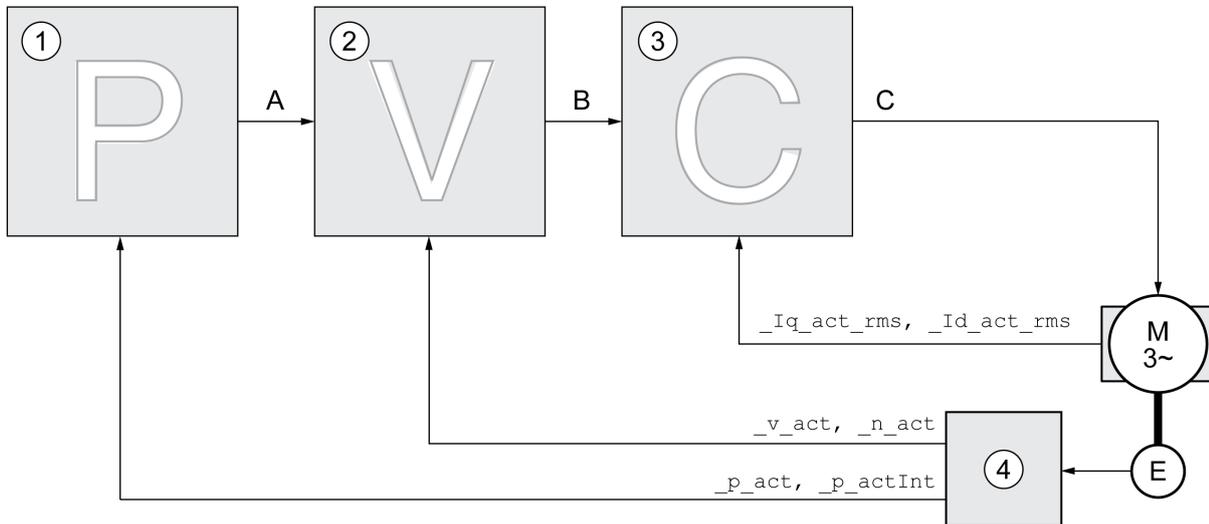 1
P
A
2
V
B
3
C
C
_Iq_act_rms, _Id_act_rms
M
3~
_v_act, _n_act
_p_act, _p_actInt
4
E